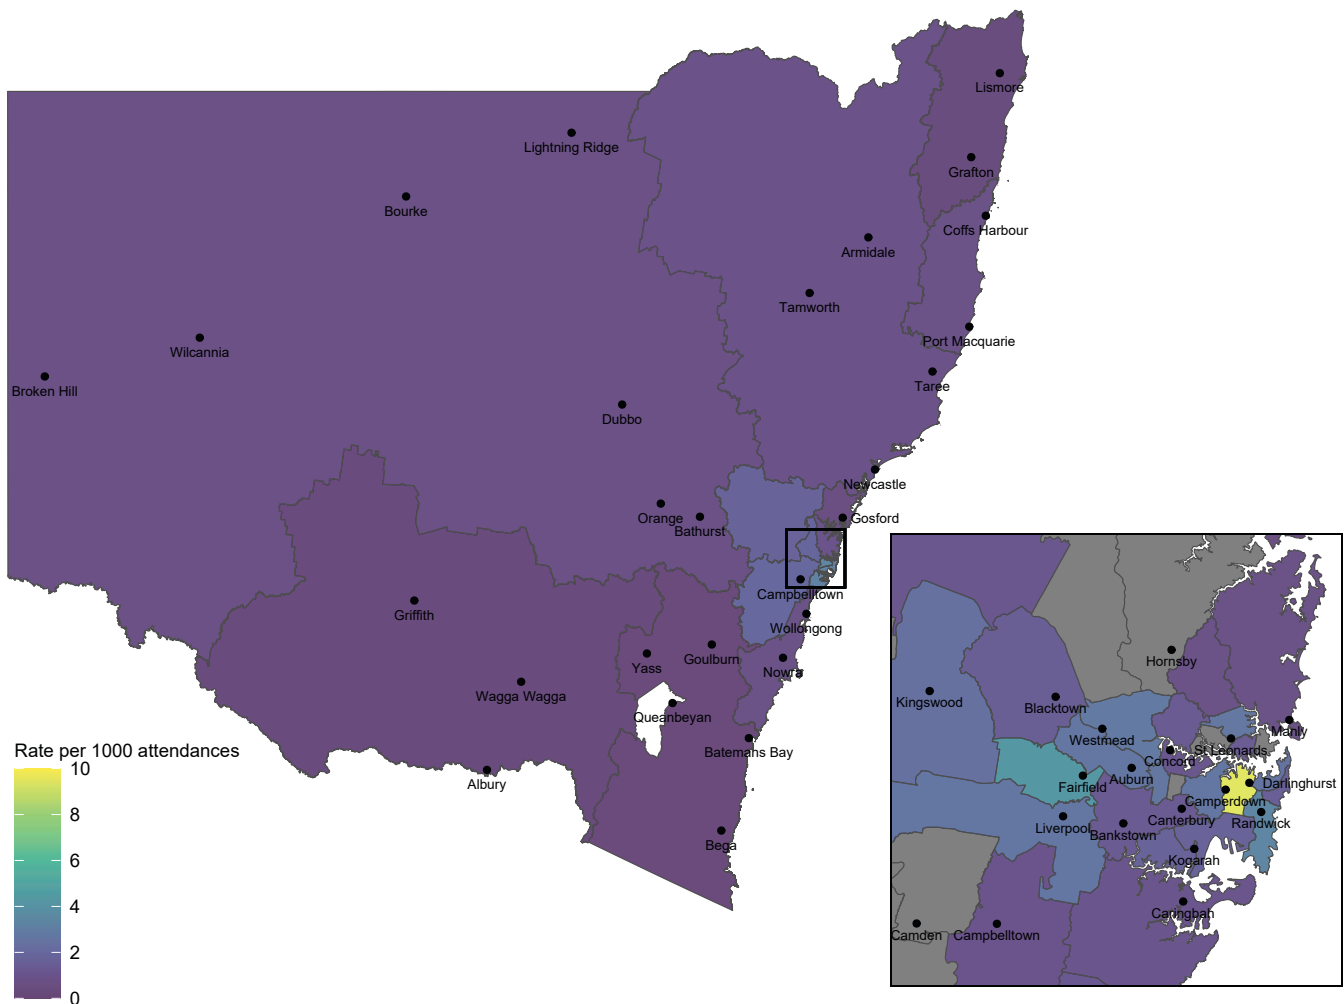 Lismore
Lightning Ridge
Grafton
Bourke
Coffs Harbour
Armidale
Tamworth
Port Macquarie
Wilcannia
Taree
Broken Hill
Dubbo
Newcastle
Orange
Gosford
Bathurst
Campbelltown
Griffith
Wollongong
Goulburn
Yass
Nowra
Wagga Wagga
Queanbeyan
Batemans Bay
Albury
Bega
Rate per 1000 attendances
10
8
6
4
2
0
Hornsby
Kingswood
Blacktown
Manly
Westmead
St Leonards
Concord
Auburn
Fairfield
Darlinghurst
Camperdown
Canterbury
Randwick
Liverpool
Bankstown
Kogarah
Caringbah
Camden
Campbelltown